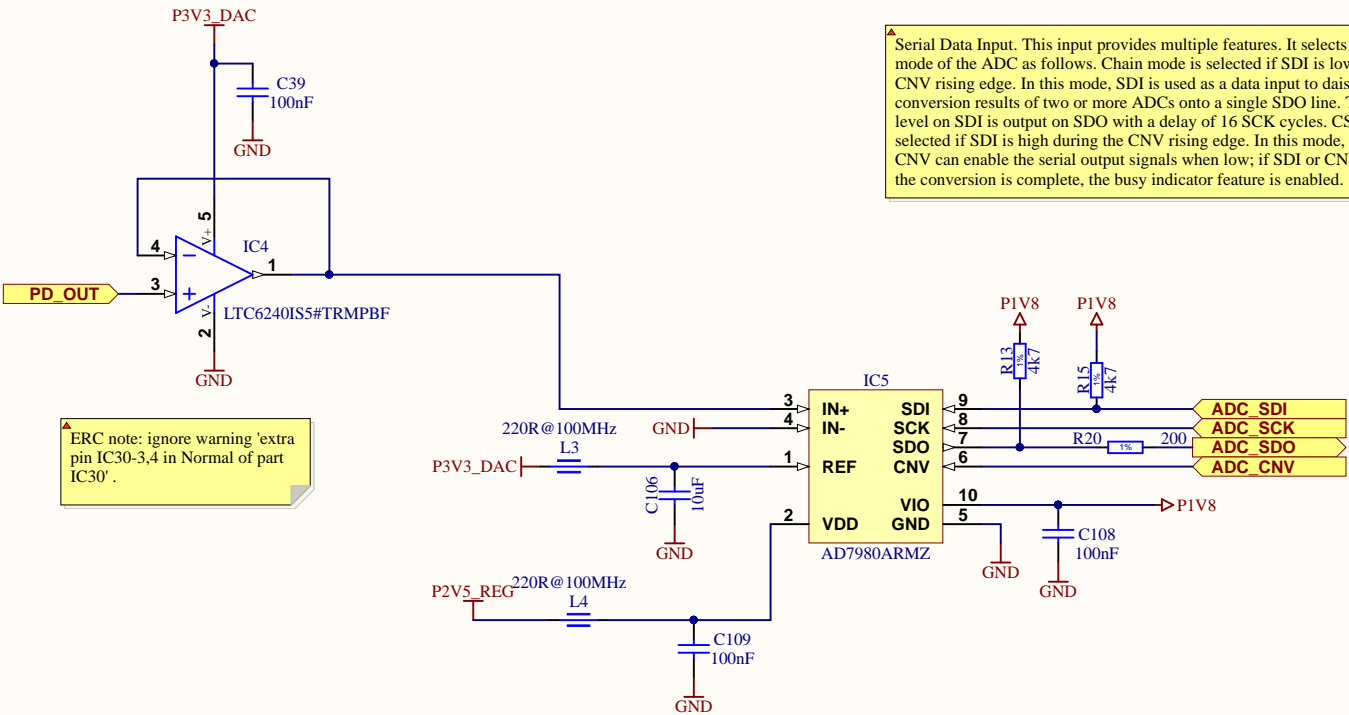 P3V3_DAC
C39
100nF
GND
Serial Data Input. This input provides multiple features. It selects
mode of the ADC as follows. Chain mode is selected if SDI is low
CNV rising edge. In this mode, SDI is used as a data input to
conversion results of two or more ADCs onto a single SDO line.
level on SDI is output on SDO with a delay of 16 SCK cycles.
selected if SDI is high during the CNV rising edge. In this mode,
CNV can enable the serial output signals when low; if SDI or
the conversion is complete, the busy indicator feature is enabled.
5
V+
IC4
4
1
PD_OUT
3
V-
LTC6240IS5#TRMPBF
2
GND
ERC note: ignore warning 'extra
pin IC30-3,4 in Normal of part
IC30' .
P1V8
P1V8
R13
1%
4k7
R15
1%
4k7
IC5
3 IN+ SDI 9 ADC_SDI
GND 4 IN- SCK 8 ADC_SCK
SDO 7 R20 1% 200 ADC_SDO
220R@100MHz
L3
P3V3_DAC 1 REF CNV 6 ADC_CNV
C106
10uF
GND
VIO 10 P1V8
2 VDD GND 5
C108
100nF
AD7980ARMZ
GND
GND
P2V5_REG
220R@100MHz
L4
C109
100nF
GND